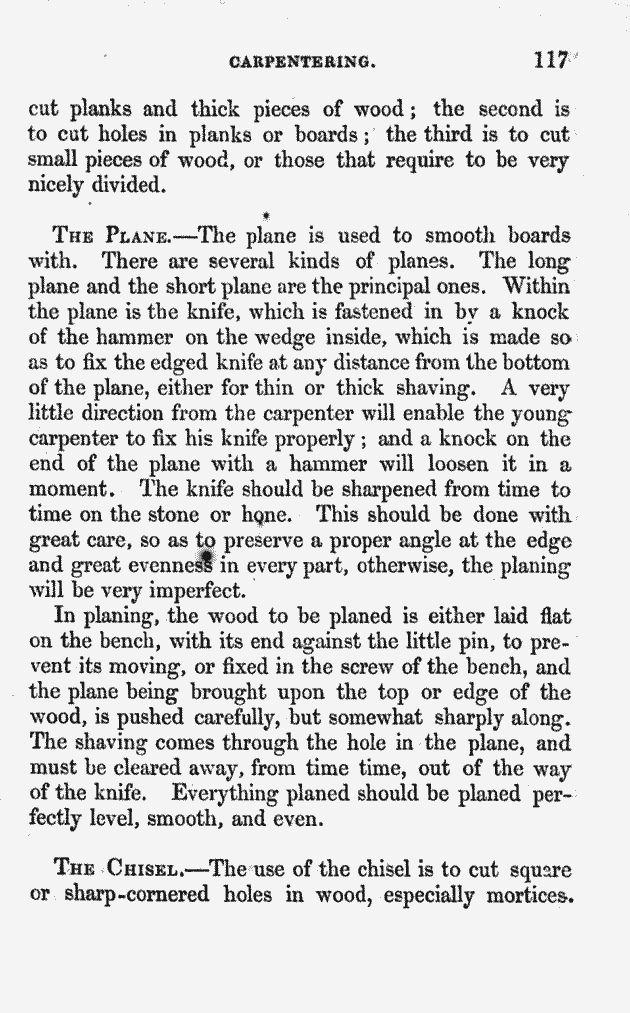 CARPENTERING. 117
cut planks and thick pieces of wood; the second is
to cut holes in planks or boards; the third is to cut
small pieces of wood, or those that require to be very
nicely divided.
THE PLANE.—The plane is used to smooth boards
with. There are several kinds of planes. The long
plane and the short plane are the principal ones. Within
the plane is the knife, which is fastened in by a knock
of the hammer on the wedge inside, which is made so
as to fix the edged knife at any distance from the bottom
of the plane, either for thin or thick shaving. A very
little direction from the carpenter will enable the young
carpenter to fix his knife properly; and a knock on the
end of the plane with a hammer will loosen it in a
moment. The knife should be sharpened from time to
time on the stone or hone. This should be done with
great care, so as to preserve a proper angle at the edge
and great evenness in every part, otherwise, the planing
will be very imperfect.
In planing, the wood to be planed is either laid flat
on the bench, with its end against the little pin, to pre-
vent its moving, or fixed in the screw of the bench, and
the plane being brought upon the top or edge of the
wood, is pushed carefully, but somewhat sharply along.
The shaving comes through the hole in the plane, and
must be cleared away, from time time, out of the way
of the knife. Everything planed should be planed per-
fectly level, smooth, and even.
THE CHISEL.—The use of the chisel is to cut square
or sharp-cornered holes in wood, especially mortices.